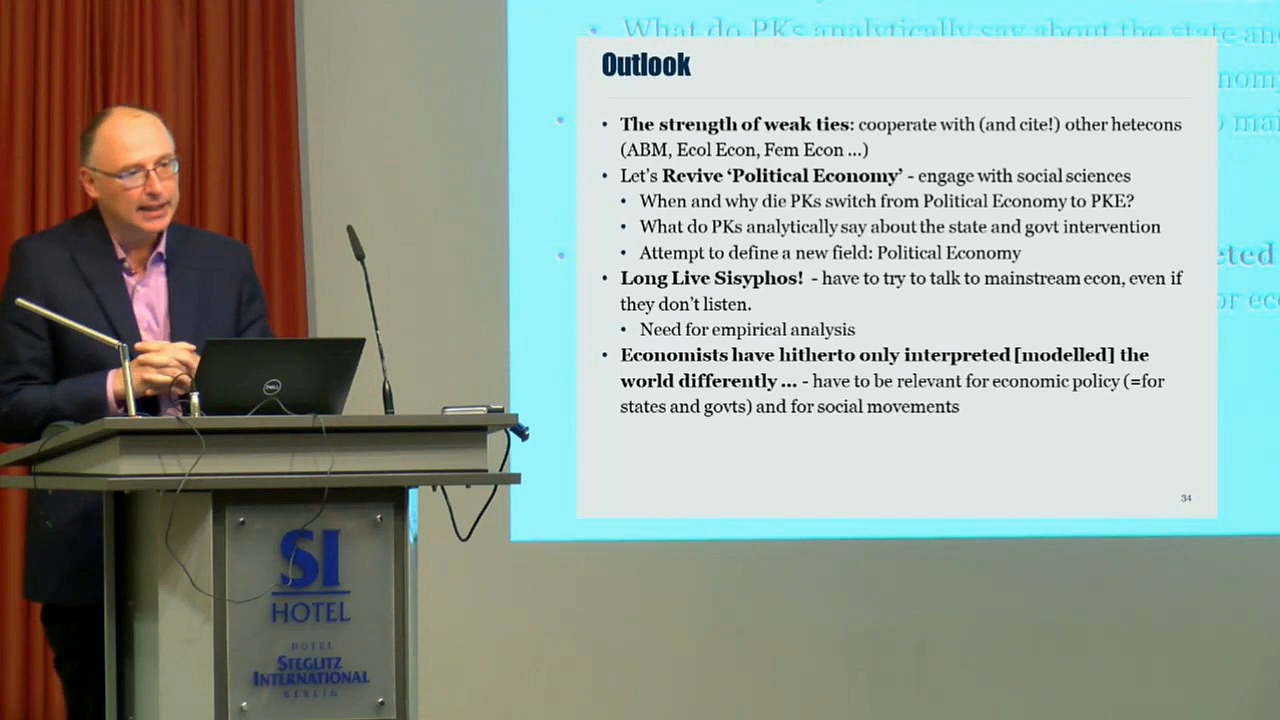 What do PKs analytically say about the state an
Outlook
• The strength of weak ties: cooperate with (and cite!) other hetecons
(ABM, Ecol Econ, Fem Econ ...)
• Let's Revive 'Political Economy' - engage with social sciences
• When and why die PKs switch from Political Economy to PKE?
• What do PKs analytically say about the state and govt intervention
• Attempt to define a new field: Political Economy
• Long Live Sisyphos! - have to try to talk to mainstream econ, even if
they don't listen.
• Need for empirical analysis
• Economists have hitherto only interpreted [modelled] the
world differently ... - have to be relevant for economic policy (=for
states and govts) and for social movements
34
DELL
SI
HOTEL
HOTEL
STEGLITZ
INTERNATIONAL
BERLIN